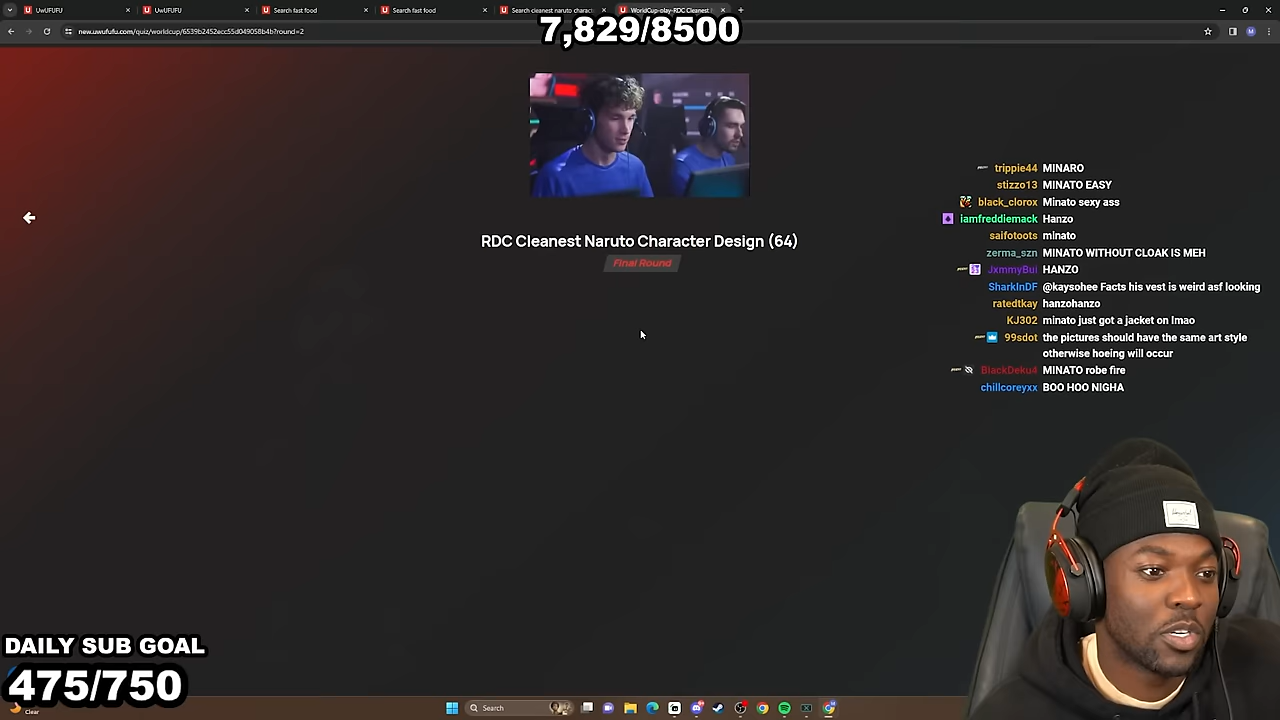 UwUFUFU
UwUFUFU
Search fast food
Search fast food
Search cleanest naruto charact
WorldCup-play-RDC Cleanest N
new.uwufufu.com/quiz/worldcup/6539b2452ecc55d049058b4b?round=2
M
7,829/8500
RDC Cleanest Naruto Character Design (64)
Final Round
trippie44 MINARO
stizzo13 MINATO EASY
black_clorox Minato sexy ass
iamfreddiemack Hanzo
saifotoots minato
zerma_szn MINATO WITHOUT CLOAK IS MEH
JxmmyBui HANZO
SharkInDF @kaysohee Facts his vest is weird asf looking
ratedtkay hanzohanzo
KJ302 minato just got a jacket on lmao
99sdot the pictures should have the same art style
otherwise hoeing will occur
BlackDeku4 MINATO robe fire
chillcoreyxx BOO HOO NIGHA
DAILY SUB GOAL
475/750
Clear
Search